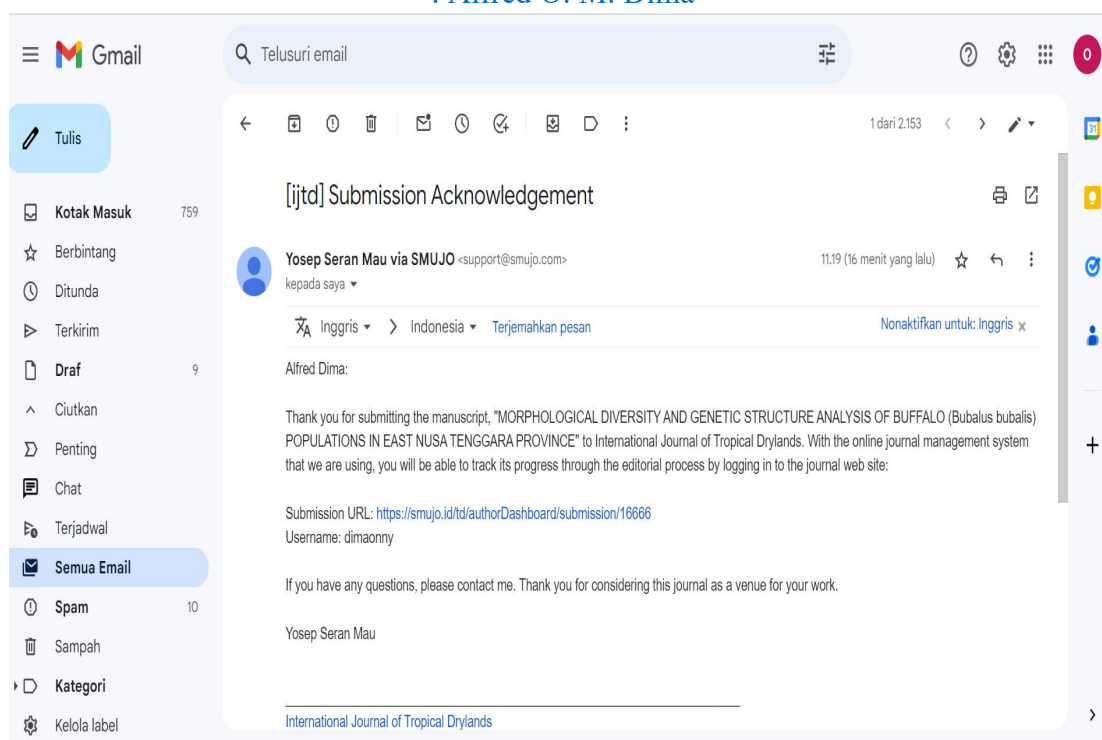 : Alfred O. M. Dima
Gmail
Telusuri email
O
Tulis
1 dari 2.153
31
[ijtd] Submission Acknowledgement
Kotak Masuk 759
Berbintang
Ditunda
Terkirim
Draf 9
Ciutkan
Penting
Chat
Terjadwal
Semua Email
Spam 10
Sampah
Kategori
Kelola label
Yosep Seran Mau via SMUJO <support@smujo.com>
11.19 (16 menit yang lalu)
kepada saya
Inggris > Indonesia Terjemahkan pesan
Nonaktifkan untuk: Inggris x
Alfred Dima:
Thank you for submitting the manuscript, "MORPHOLOGICAL DIVERSITY AND GENETIC STRUCTURE ANALYSIS OF BUFFALO (Bubalus bubalis)
POPULATIONS IN EAST NUSA TENGGARA PROVINCE" to International Journal of Tropical Drylands. With the online journal management system
that we are using, you will be able to track its progress through the editorial process by logging in to the journal web site:
Submission URL: https://smujo.id/td/authorDashboard/submission/16666
Username: dimaonny
If you have any questions, please contact me. Thank you for considering this journal as a venue for your work.
Yosep Seran Mau
International Journal of Tropical Drylands